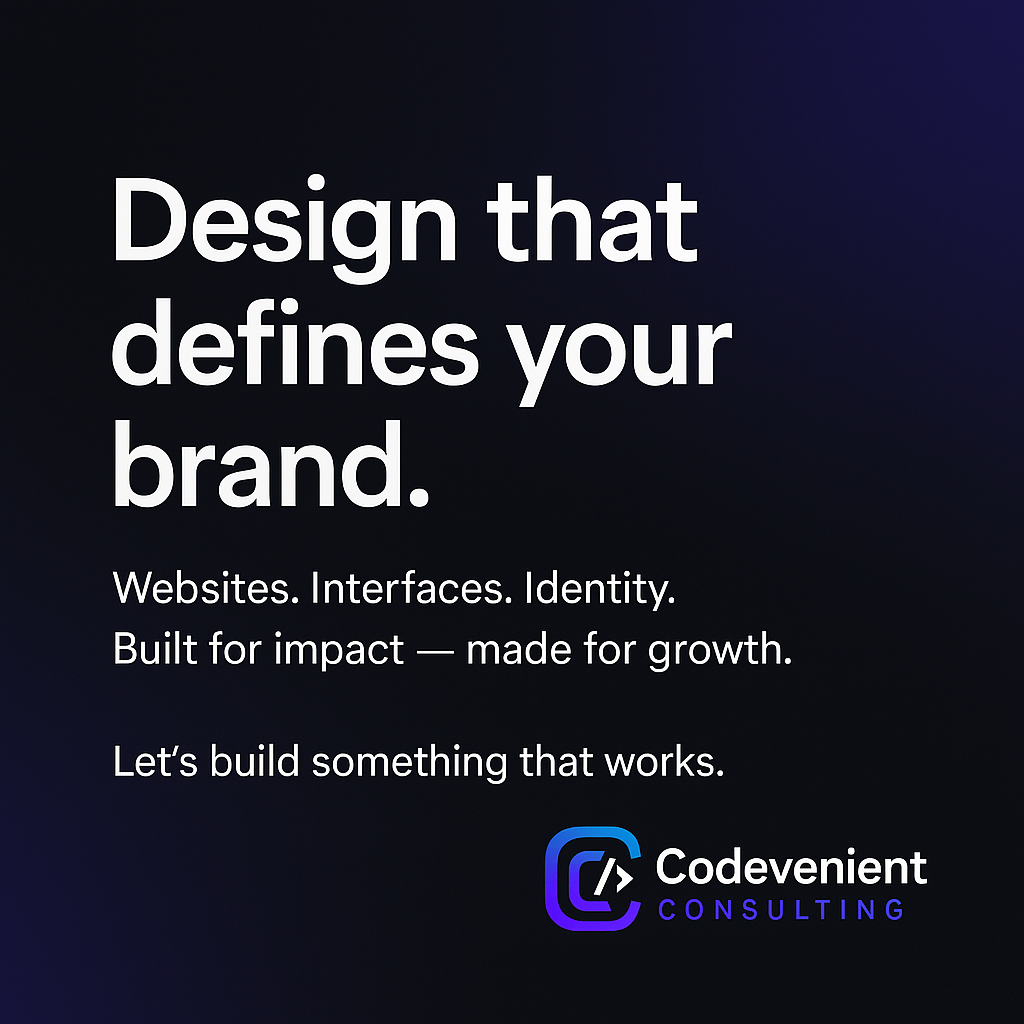 Design that
defines your
brand.
Websites. Interfaces. Identity.
Built for impact — made for growth.
Let’s build something that works.
Codevenient
CONSULTING